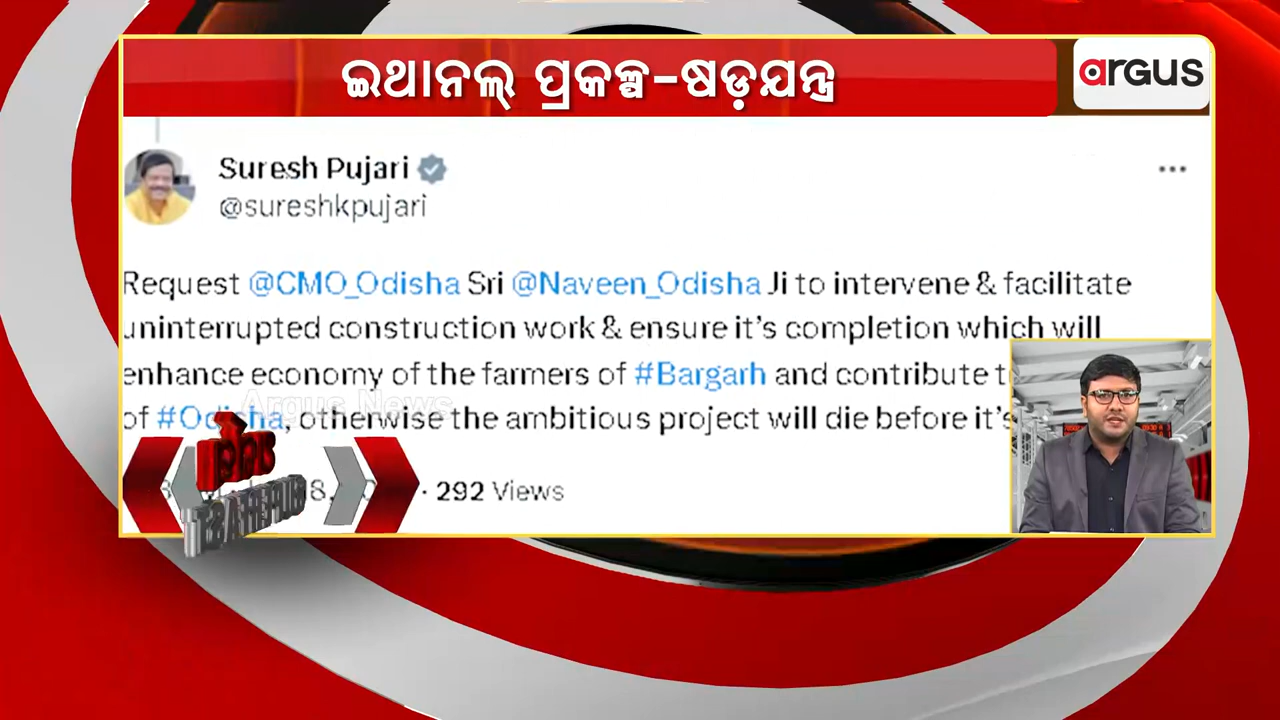 ଇଥାନଲ୍ ପ୍ରକଳ୍ପ-ଷଡ଼ଯନ୍ତ୍ର
argus
Suresh Pujari
@sureshkpujari
Request @CMO_Odisha Sri @Naveen_Odisha Ji to intervene & facilitate
uninterrupted construction work & ensure it's completion which will
enhance economy of the farmers of #Bargarh and contribute
of #Odisha, otherwise the ambitious project will die before it's
Argus News
· 292 Views